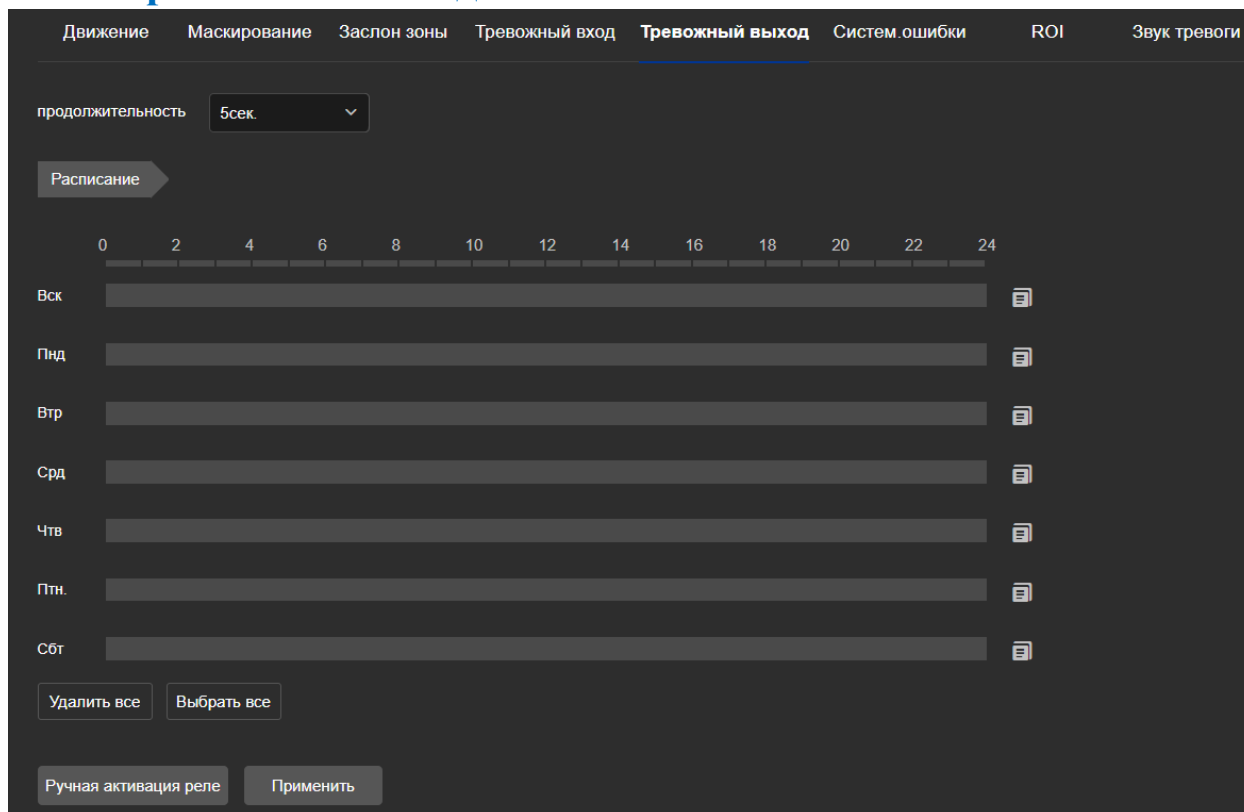 Движение Маскирование Заслон зоны Тревожный вход Тревожный выход Систем.ошибки ROI Звук тревоги
продолжительность 5сек.
Расписание
0 2 4 6 8 10 12 14 16 18 20 22 24
Вск
Пнд
Втр
Срд
Чтв
Птн.
Сбт
Удалить все Выбрать все
Ручная активация реле Применить